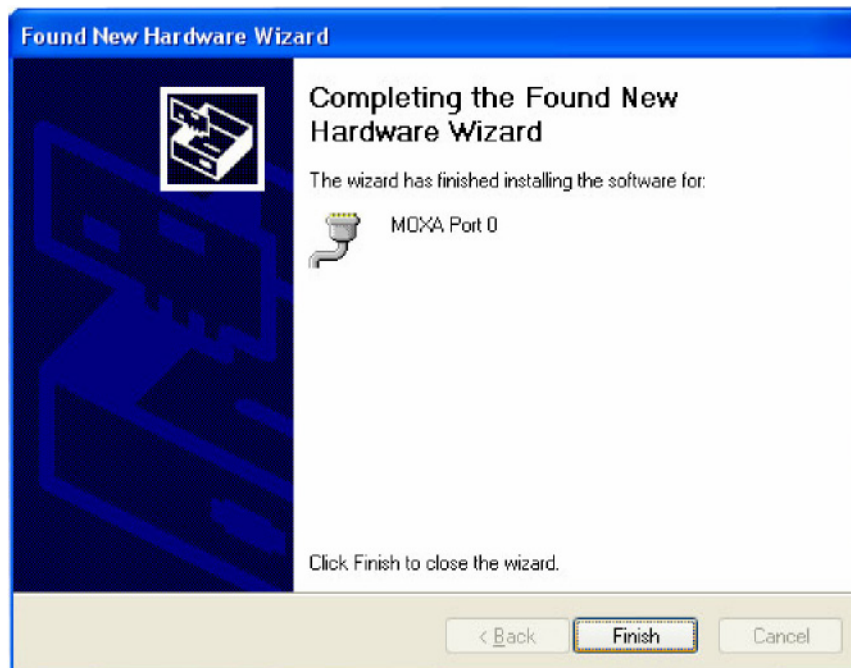 Found New Hardware Wizard
Completing the Found New
Hardware Wizard
The wizard has finished installing the software for:
MOXA Port 0
Click Finish to close the wizard.
< Back
Finish
Cancel